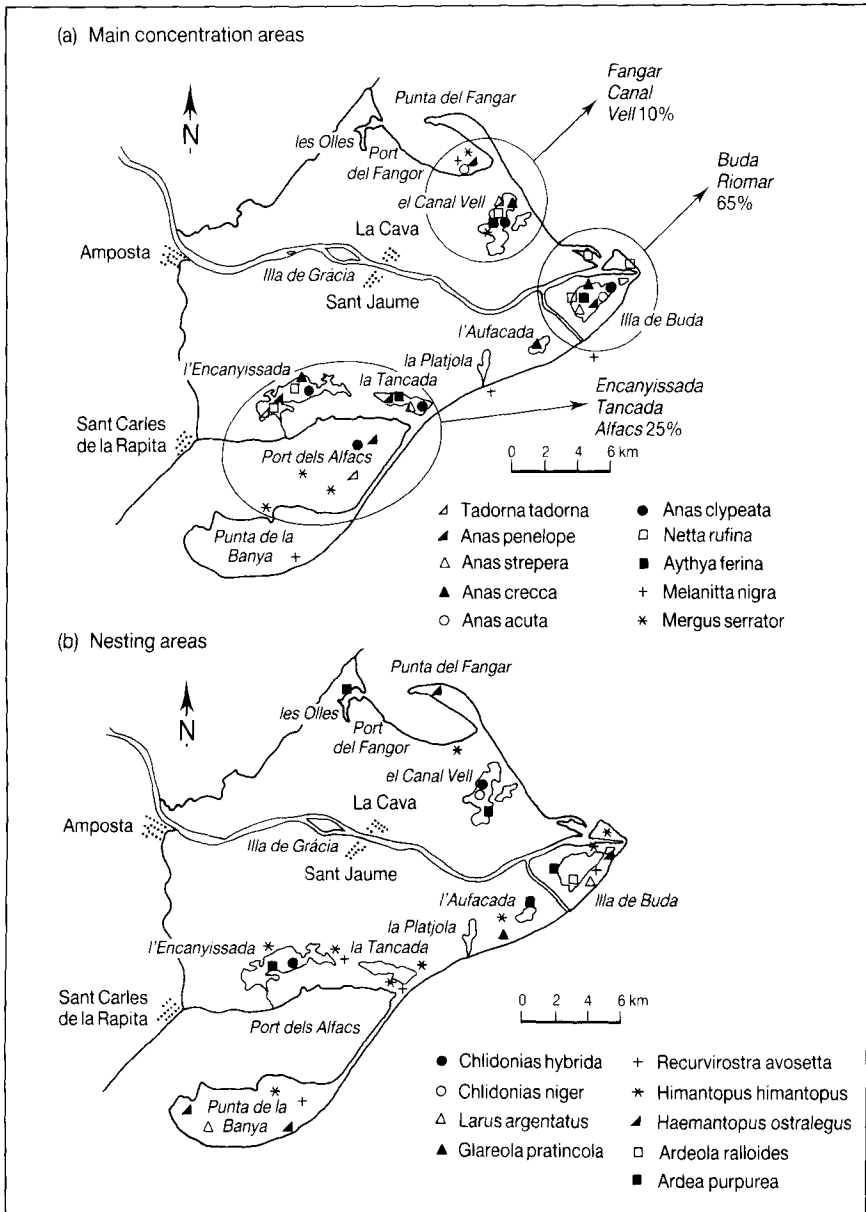 (a) Main concentration areas
Fangar
Canal
Vell 10%
Punta del Fangar
N
les Olles
Port
del Fangor
Buda
Riomar
65%
el Canal Vell
La Cava
Amposta
Illa de Gràcia
Sant Jaume
Illa de Buda
l'Aufacada
la Platjola
l'Encanyissada
la Tancada
Encanyissada
Tancada
Alfacs 25%
Sant Carles
de la Rapita
Port dels Alfacs
0 2 4 6 km
Punta de la
Banya
Tadorna tadorna
Anas penelope
Anas strepera
Anas crecca
Anas acuta
Anas clypeata
Netta rufina
Aythya ferina
Melanitta nigra
Mergus serrator
(b) Nesting areas
Punta del Fangar
N
les Olles
Port
del Fangor
el Canal Vell
La Cava
Amposta
Illa de Gràcia
Sant Jaume
Illa de Buda
l'Aufacada
la Platjola
l'Encanyissada
la Tancada
Sant Carles
de la Rapita
Port dels Alfacs
0 2 4 6 km
Punta de la
Banya
Chlidonias hybrida
Chlidonias niger
Larus argentatus
Glareola pratincola
Recurvirostra avosetta
Himantopus himantopus
Haemantopus ostralegus
Ardeola ralloides
Ardea purpurea